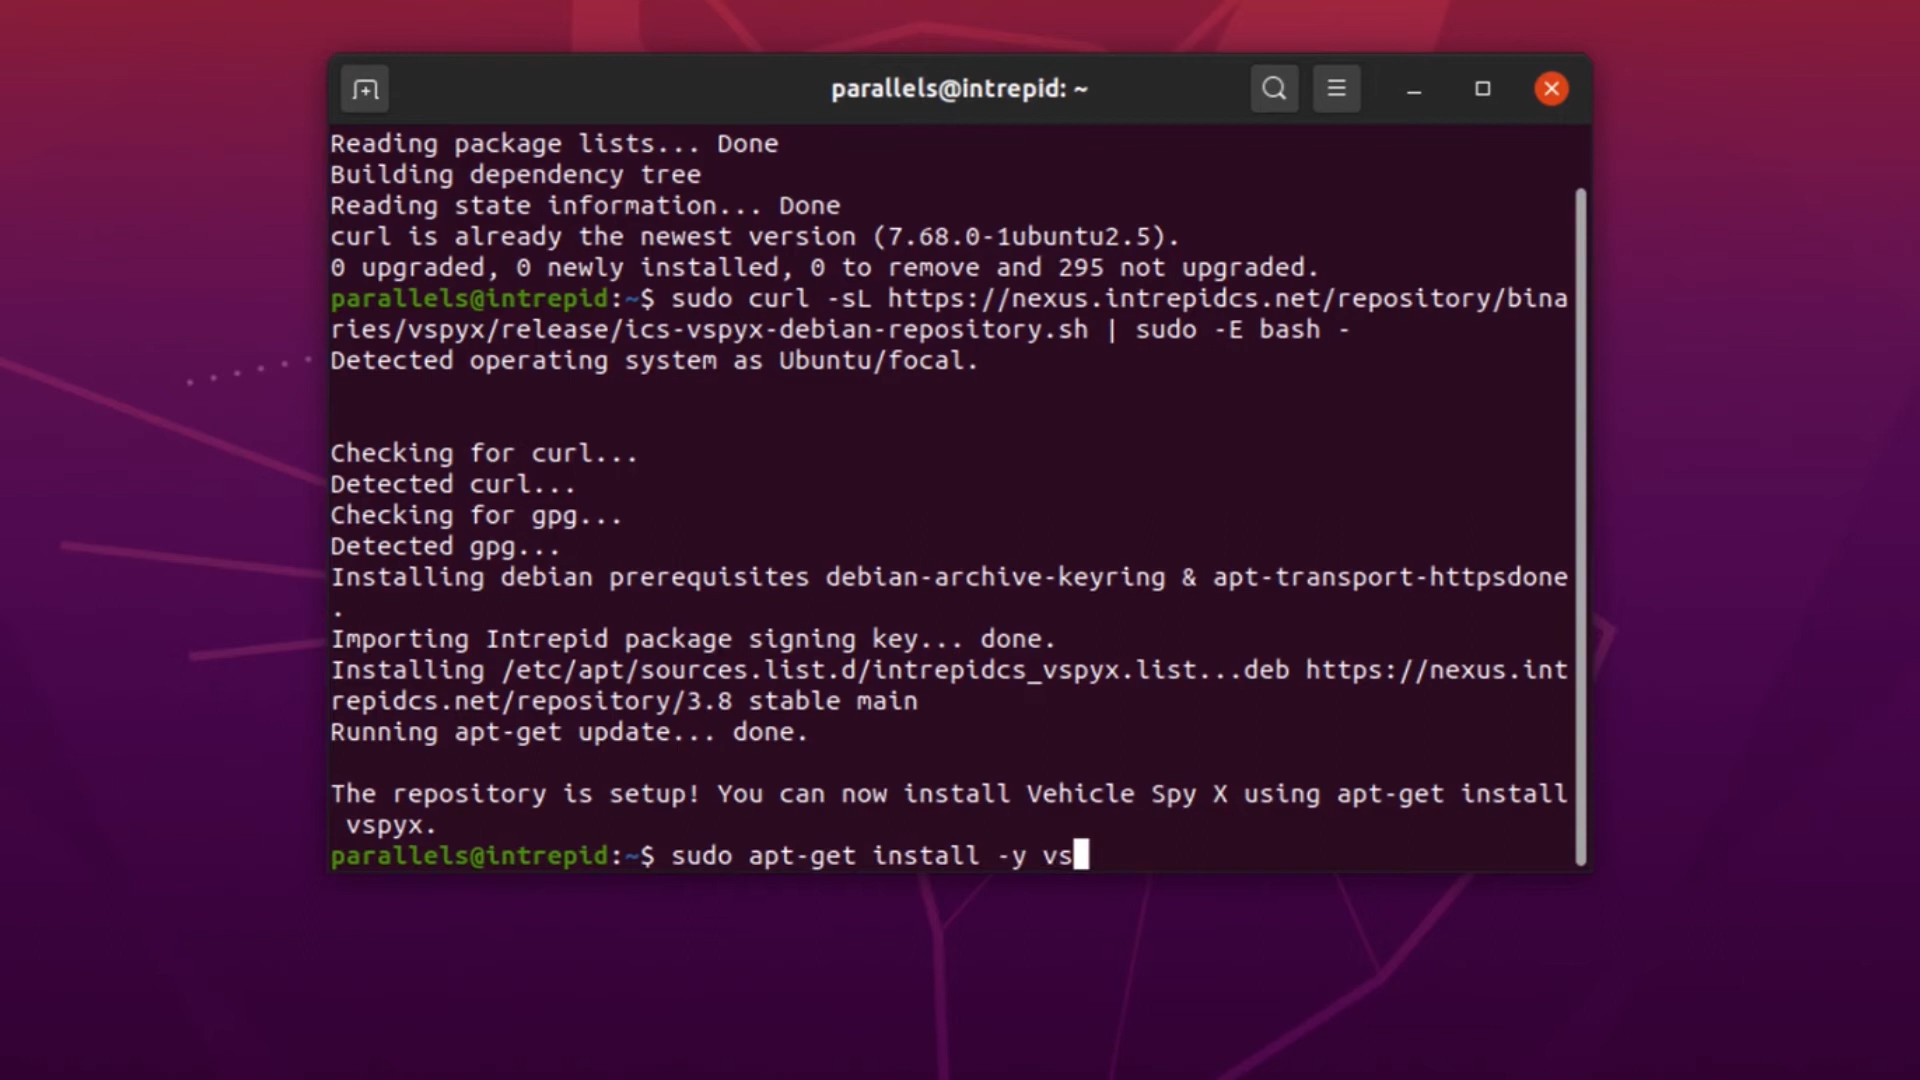 parallels@intrepid: ~
Reading package lists... Done
Building dependency tree
Reading state information... Done
curl is already the newest version (7.68.0-1ubuntu2.5).
0 upgraded, 0 newly installed, 0 to remove and 295 not upgraded.
parallels@intrepid:~$ sudo curl -sL https://nexus.intrepidcs.net/repository/bina
ries/vspyx/release/ics-vspyx-debian-repository.sh | sudo -E bash -
Detected operating system as Ubuntu/focal.
Checking for curl...
Detected curl...
Checking for gpg...
Detected gpg...
Installing debian prerequisites debian-archive-keyring & apt-transport-httpsdone
.
Importing Intrepid package signing key... done.
Installing /etc/apt/sources.list.d/intrepidcs_vspyx.list...deb https://nexus.int
repidcs.net/repository/3.8 stable main
Running apt-get update... done.
The repository is setup! You can now install Vehicle Spy X using apt-get install
 vspyx.
parallels@intrepid:~$ sudo apt-get install -y vs